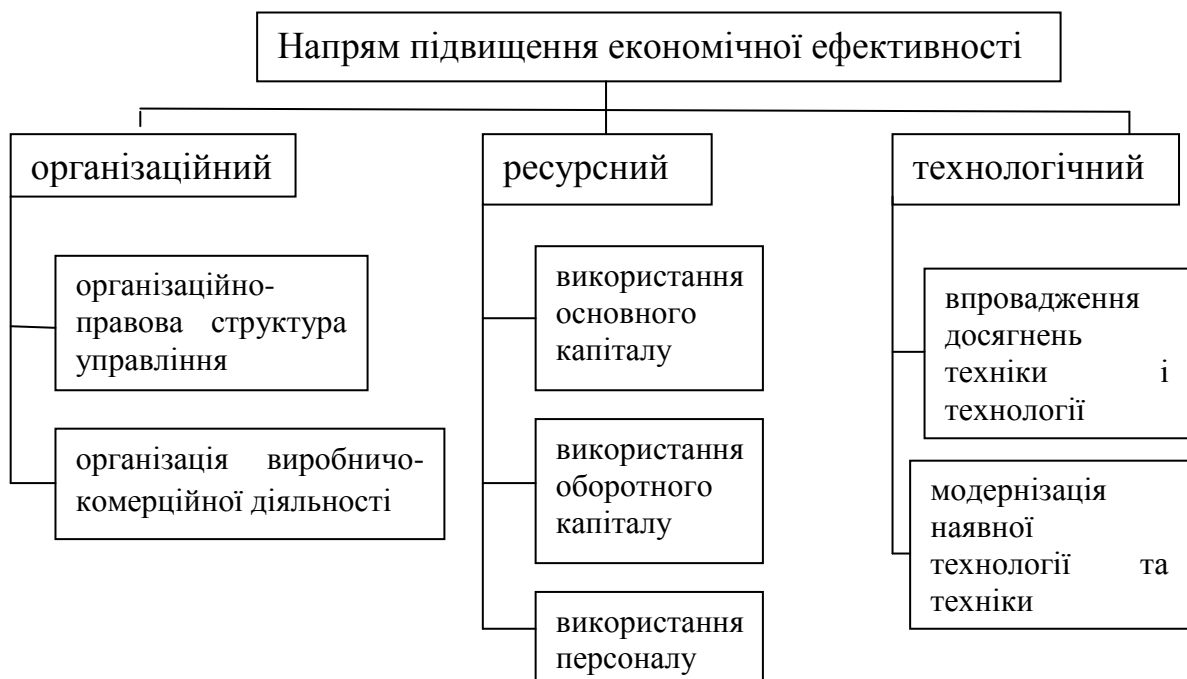 Напрям підвищення економічної ефективності
організаційний
організаційно-
правова структура
управління
організація виробничо-
комерційної діяльності
ресурсний
використання
основного
капіталу
використання
оборотного
капіталу
використання
персоналу
технологічний
впровадження
досягнень
техніки і
технології
модернізація
наявної
технології та
техніки